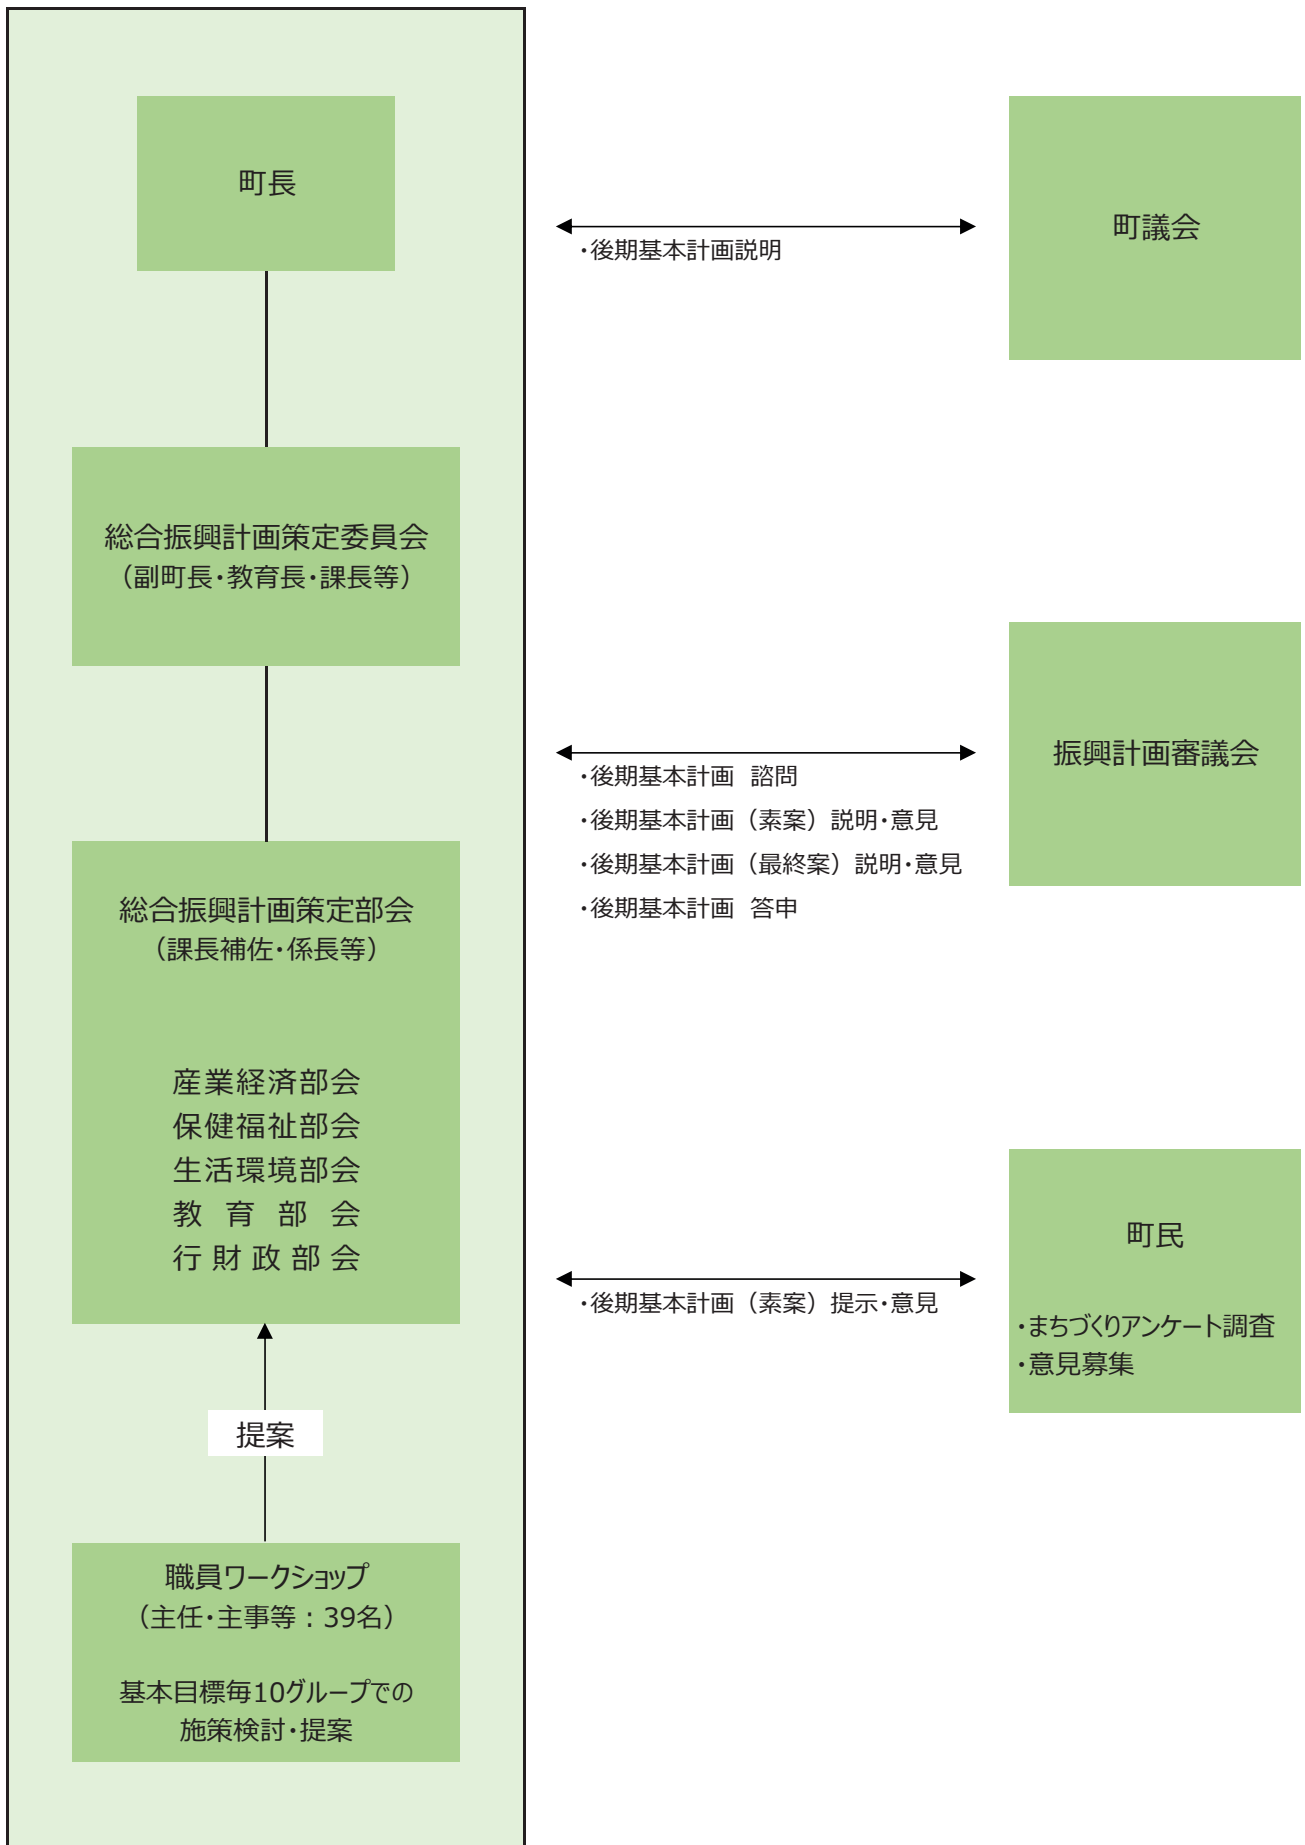 町長
総合振興計画策定委員会
（副町長・教育長・課長等）
総合振興計画策定部会
（課長補佐・係長等）
産業経済部会
保健福祉部会
生活環境部会
教育部会
行財政部会
提案
職員ワークショップ
（主任・主事等：39名）
基本目標毎10グループでの
施策検討・提案
・後期基本計画説明
町議会
・後期基本計画　諮問
・後期基本計画（素案）説明・意見
・後期基本計画（最終案）説明・意見
・後期基本計画　答申
振興計画審議会
・後期基本計画（素案）提示・意見
町民
・まちづくりアンケート調査
・意見募集